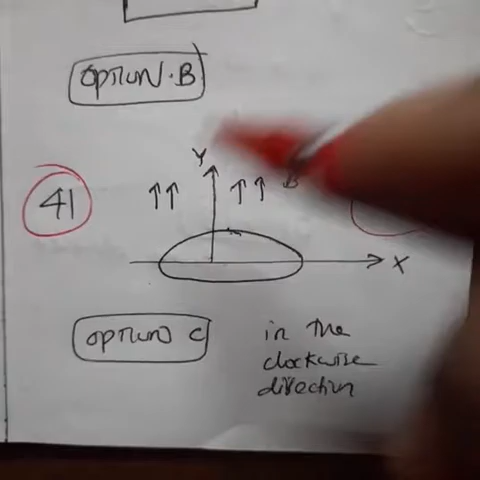 option.B
41
Y
B
X
option C
in the
clockwise
direction